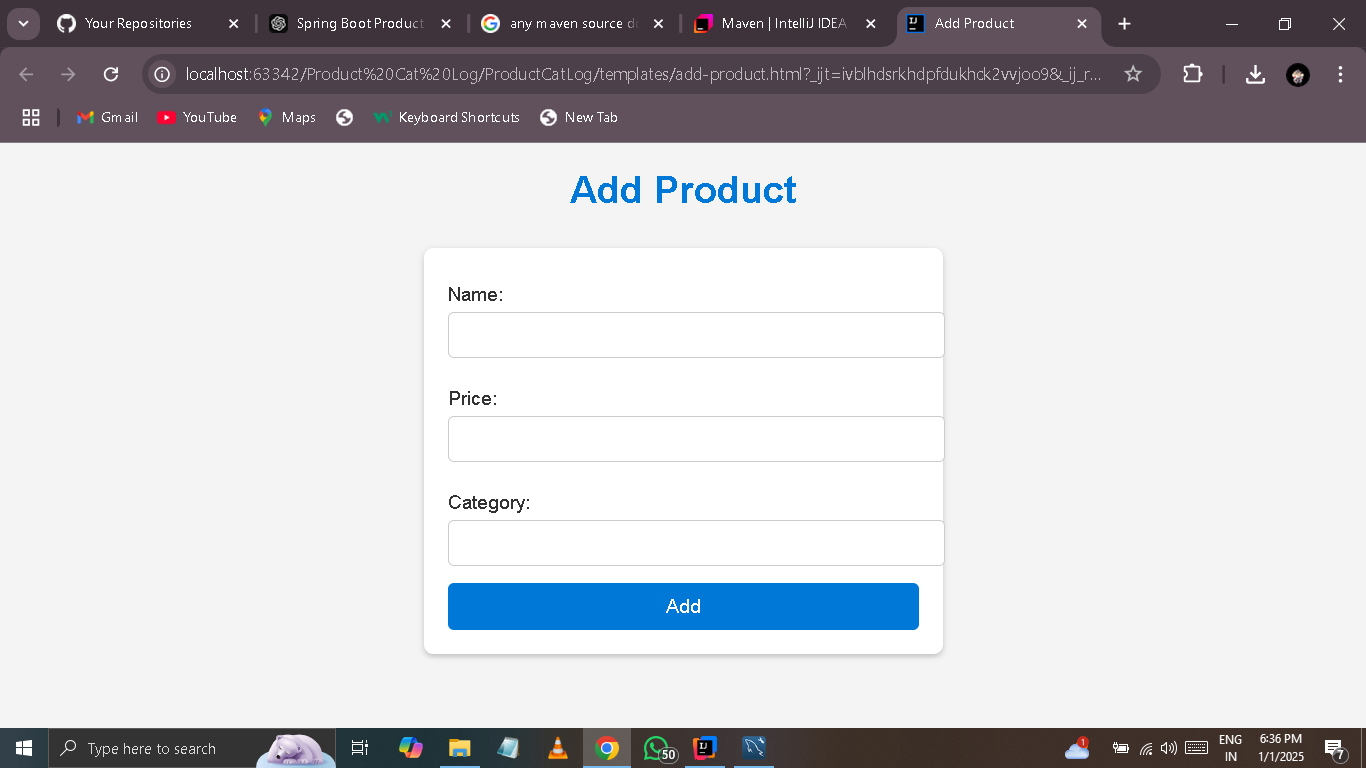 Your Repositories
Spring Boot Product
any maven source do
Maven | IntelliJ IDEA
Add Product
localhost:63342/Product%20Cat%20Log/ProductCatLog/templates/add-product.html?_ijt=ivblhdsrkhdpfdukhck2vvjoo9&_ij_r...
Gmail
YouTube
Maps
Keyboard Shortcuts
New Tab
Add Product
Name:
Price:
Category:
Add
Type here to search
50
1
ENG
IN
6:36 PM
1/1/2025
7